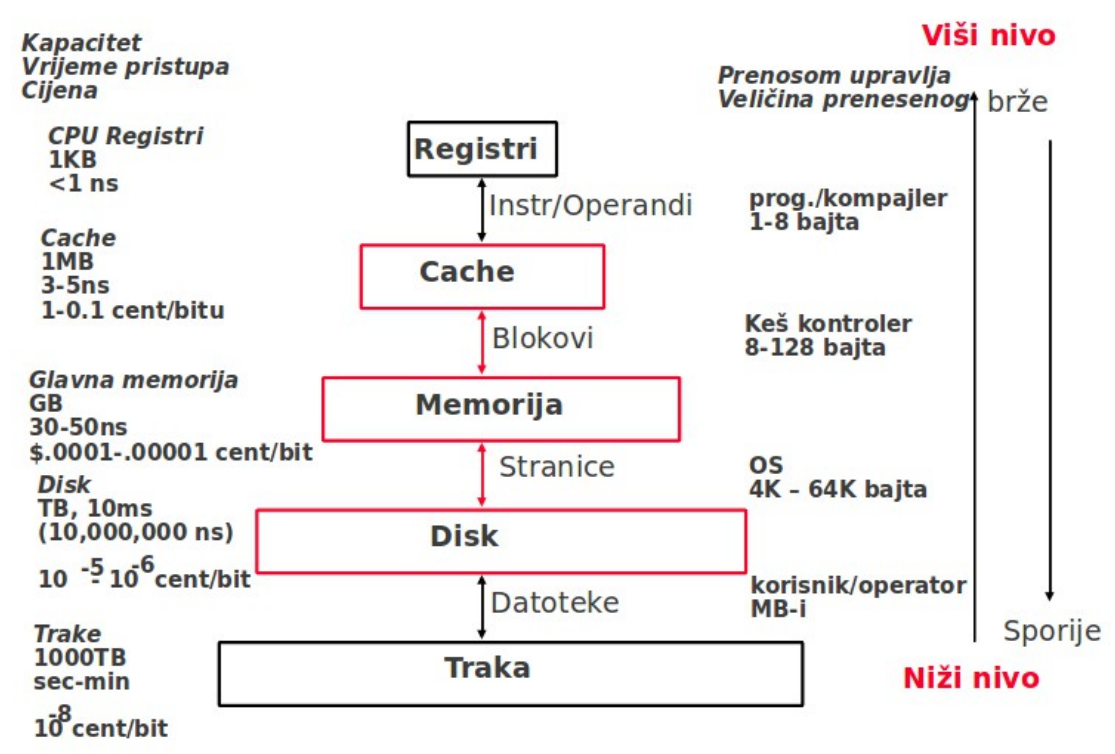 Kapacitet
Vrijeme pristupa
Cijena
CPU Registri
1KB
<1 ns
Cache
1MB
3-5ns
1-0.1 cent/bitu
Glavna memorija
GB
30-50ns
$.0001-.00001 cent/bit
Disk
TB, 10ms
(10,000,000 ns)
10 -5 - 10 -6 cent/bit
Trake
1000TB
sec-min
10 -8 cent/bit
Registri
Instr/Operandi
Cache
Blokovi
Memorija
Stranice
Disk
Datoteke
Traka
Prenosom upravlja
Veličina prenesenog
prog./kompajler
1-8 bajta
Keš kontroler
8-128 bajta
OS
4K – 64K bajta
korisnik/operator
MB-i
Viši nivo
brže
Sporije
Niži nivo